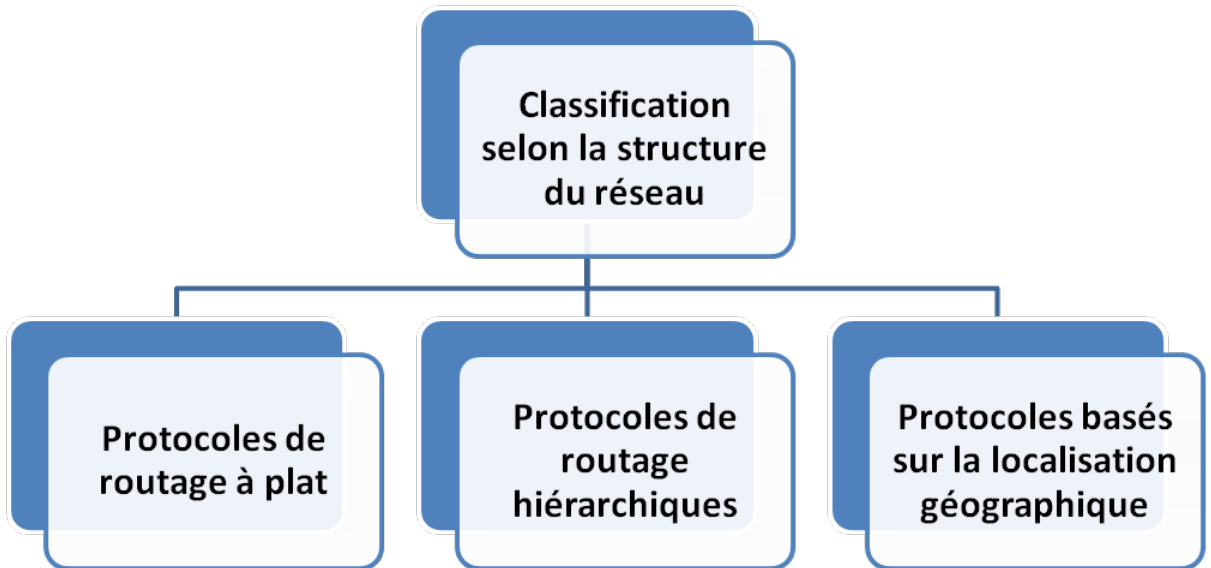 Classification
selon la structure
du réseau
Protocoles de
routage à plat
Protocoles de
routage
hiérarchiques
Protocoles basés
sur la localisation
géographique